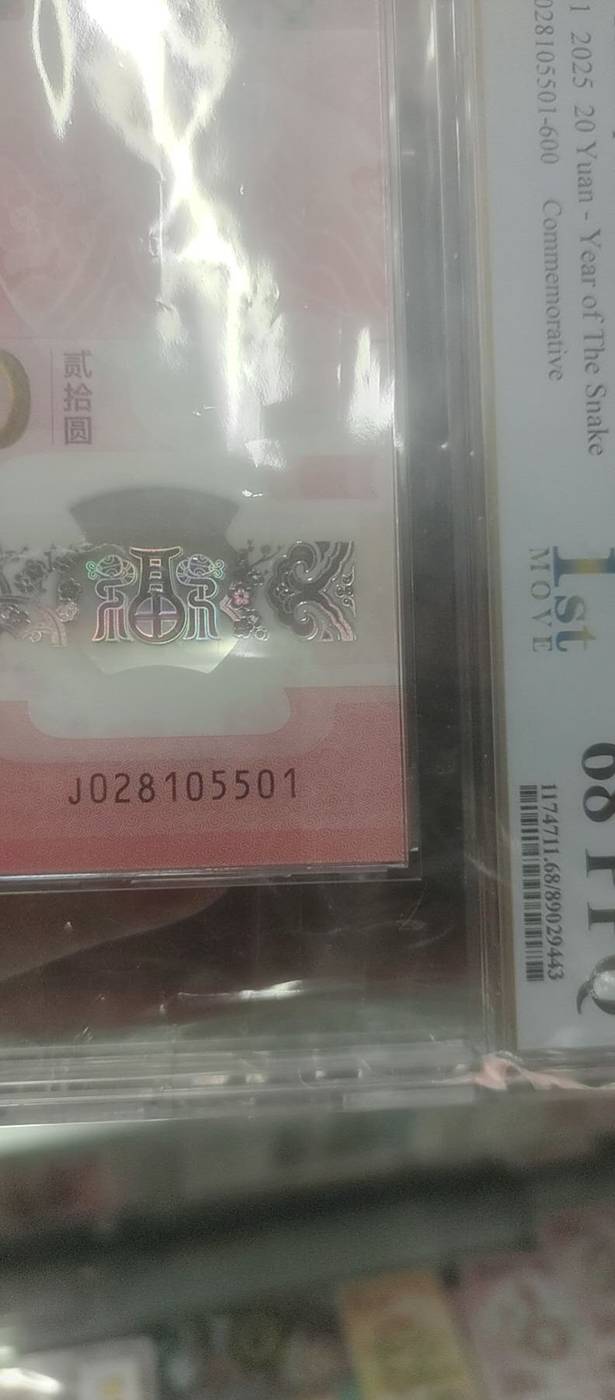 贰拾圆
J028105501
1 2025 20 Yuan - Year of The Snake
028105501-600 Commemorative
1st
MOVE
68 PPQ
1174711.68/89029443